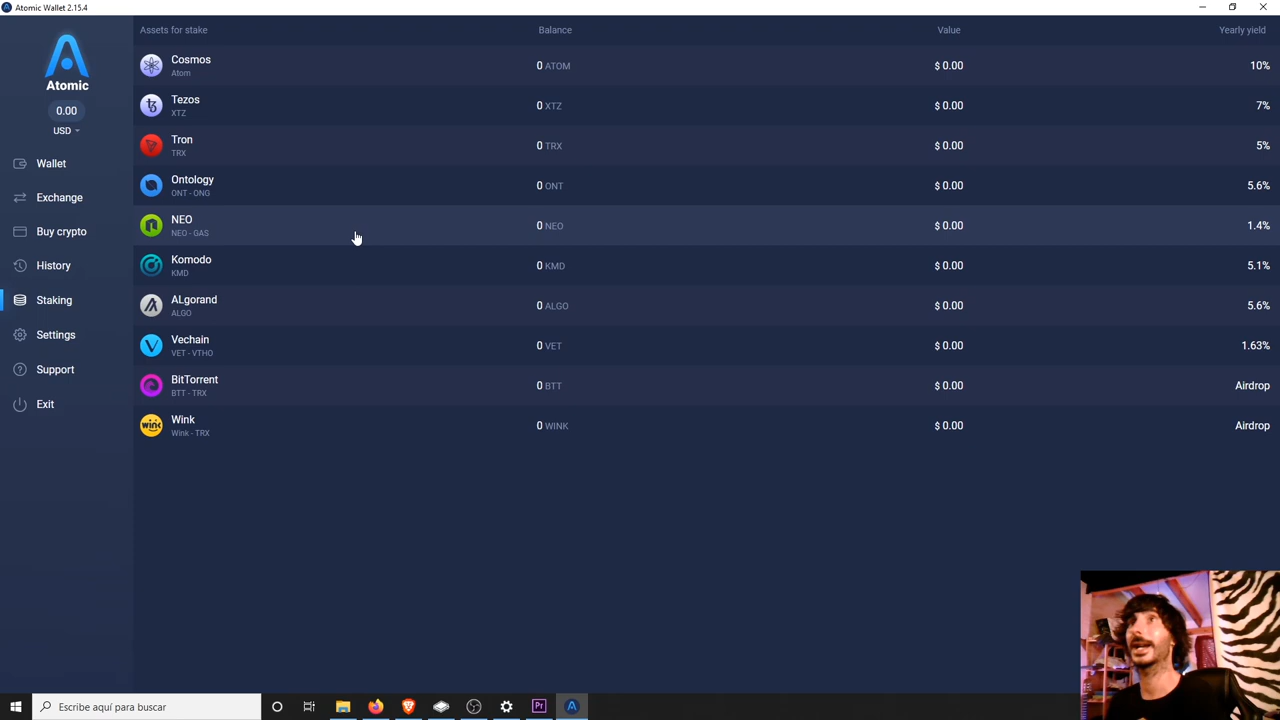 Atomic Wallet 2.15.4
Atomic
0.00
USD
Wallet
Exchange
Buy crypto
History
Staking
Settings
Support
Exit
Assets for stake Balance Value Yearly yield
Cosmos
Atom
0 ATOM $ 0.00 10%
Tezos
XTZ
0 XTZ $ 0.00 7%
Tron
TRX
0 TRX $ 0.00 5%
Ontology
ONT - ONG
0 ONT $ 0.00 5.6%
NEO
NEO - GAS
0 NEO $ 0.00 1.4%
Komodo
KMD
0 KMD $ 0.00 5.1%
ALgorand
ALGO
0 ALGO $ 0.00 5.6%
Vechain
VET - VTHO
0 VET $ 0.00 1.63%
BitTorrent
BTT - TRX
0 BTT $ 0.00 Airdrop
WINK
Wink
Wink - TRX
0 WINK $ 0.00 Airdrop
Escribe aquí para buscar
Pr